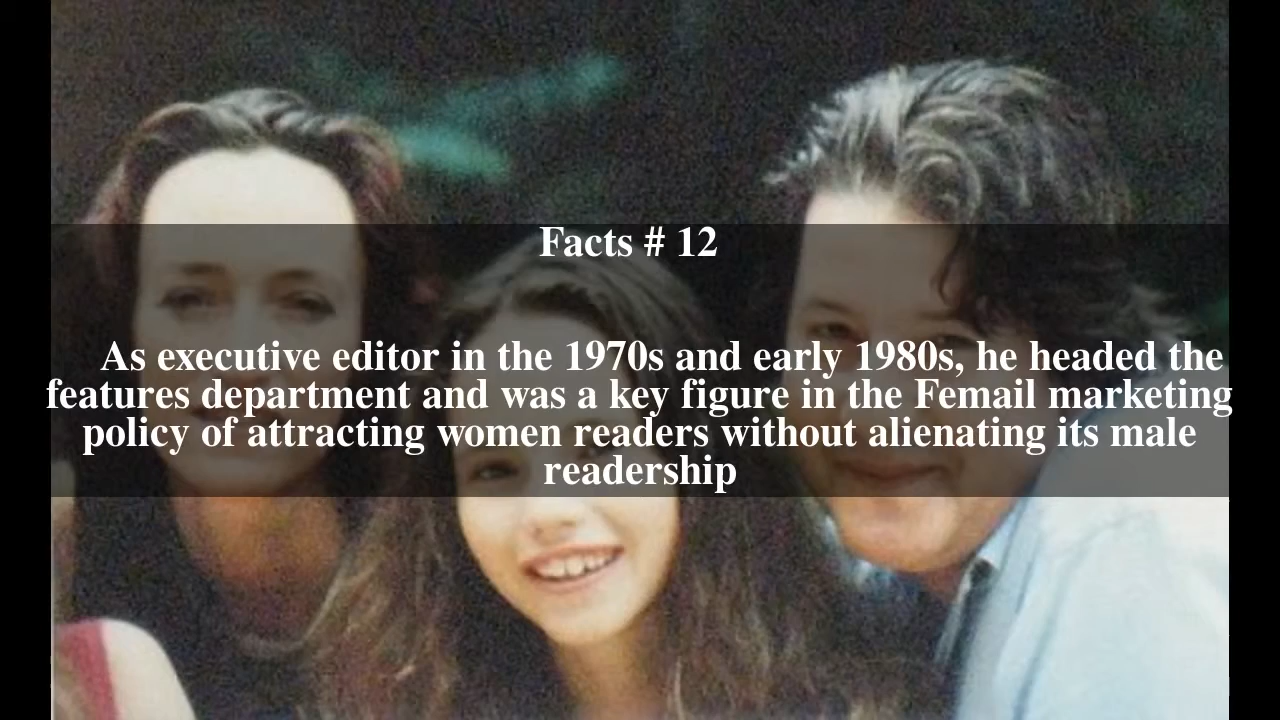 Facts # 12
As executive editor in the 1970s and early 1980s, he headed the
features department and was a key figure in the Femail marketing
policy of attracting women readers without alienating its male
readership